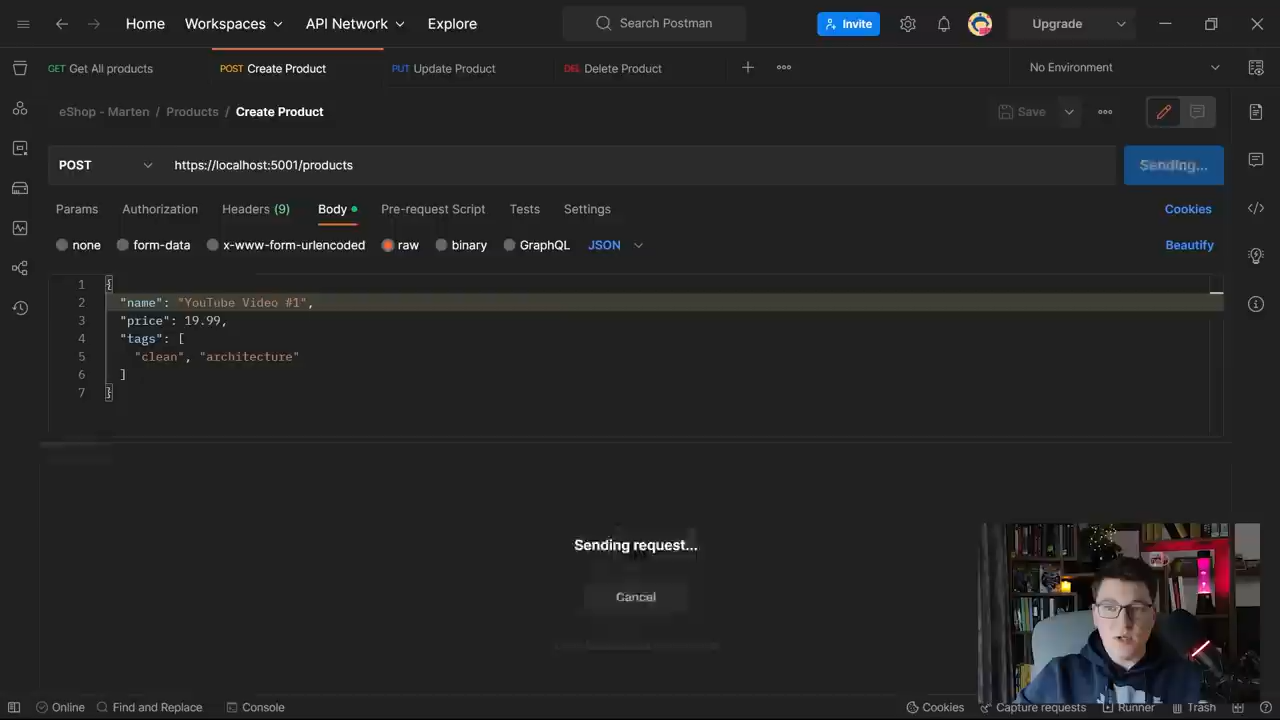 Home Workspaces API Network Explore Search Postman Invite Upgrade
GET Get All products POST Create Product PUT Update Product DEL Delete Product No Environment
eShop - Marten / Products / Create Product Save
POST https://localhost:5001/products Sending...
Params Authorization Headers (9) Body Pre-request Script Tests Settings Cookies
none form-data x-www-form-urlencoded raw binary GraphQL JSON Beautify
1 {
2 "name": "YouTube Video #1",
3 "price": 19.99,
4 "tags": [
5 "clean", "architecture"
6 ]
7 }
Sending request...
Cancel
Online Find and Replace Console Cookies Capture requests Runner Trash